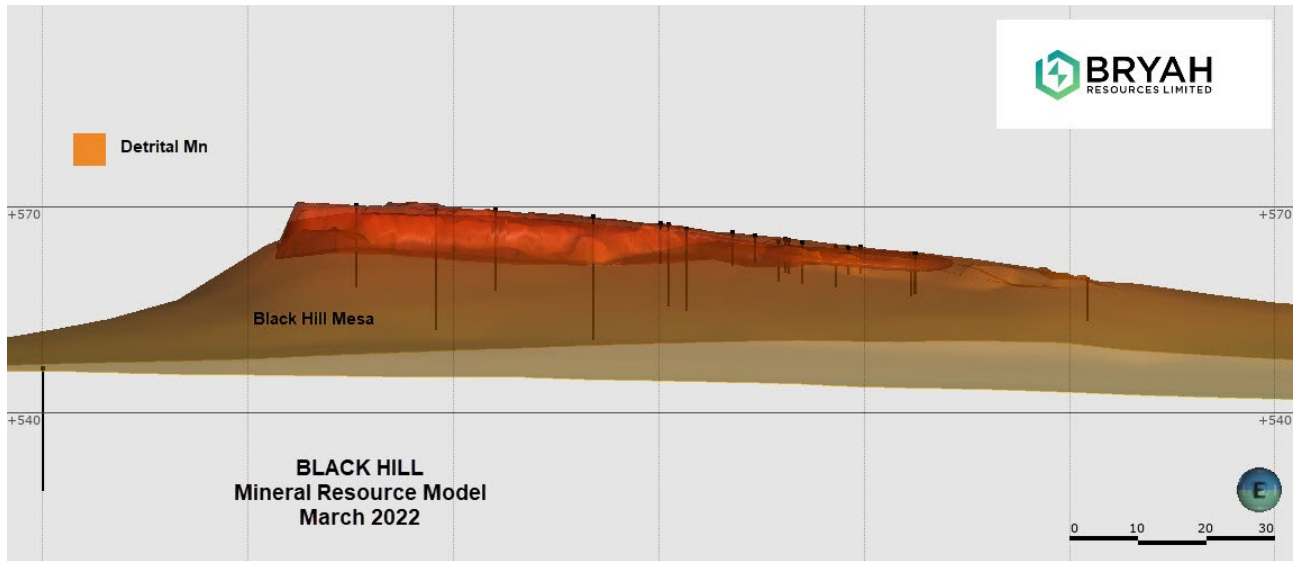 BRYAH
RESOURCES LIMITED
Detrital Mn
+570
+570
Black Hill Mesa
+540
+540
BLACK HILL
Mineral Resource Model
March 2022
E
0 10 20 30